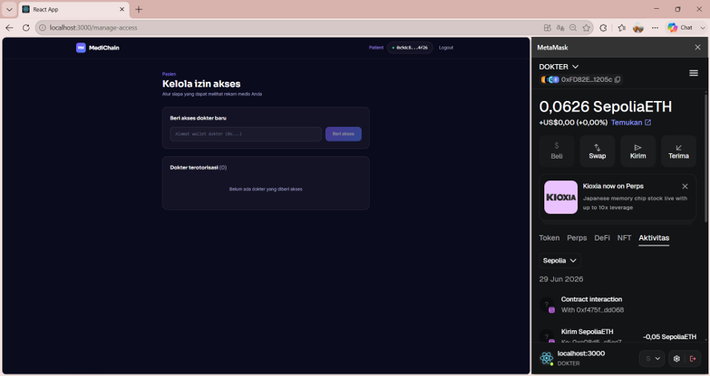 React App
localhost:3000/manage-access
Chat
MediChain
Patient
Logout
Pasien
Kelola izin akses
Atur siapa yang dapat melihat rekam medis Anda
Beri akses dokter baru
Alamat wallet dokter (0x...)
Beri akses
Dokter terotorisasi (0)
Belum ada dokter yang diberi akses
MetaMask
DOKTER
0xFD82E...1205c
0,0626 SepoliaETH
+US$0,00 (+0,00%) Temukan
Beli
Swap
Kirim
Terima
KIOXIA
Kioxia now on Perps
Japanese memory chip stock live with
up to 10x leverage
Token Perps DeFi NFT Aktivitas
Sepolia
29 Jun 2026
Contract interaction
With 0xf475f...dd068
Kirim SepoliaETH
-0,05 SepoliaETH
localhost:3000
DOKTER